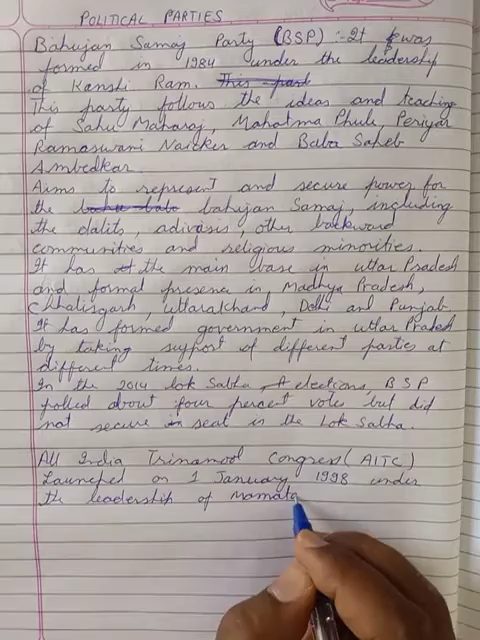 POLITICAL PARTIES
Bahujan Samaj Party (BSP) :- It was
formed in 1984 under the leadership
of Kanshi Ram. This part
This party follows the ideas and teaching
of Sahu Maharaj, Mahatma Phule, Periyar
Ramaswani Naicker and Baba Saheb
Ambedkar.
Aims to represent and secure power for
the bahujan Samaj, including
the dalits, adivasis, other backward
communities and religious minorities.
It has the main base in Uttar Pradesh
and formal presence in, Madhya Pradesh,
Chhatisgarh, Uttarakhand, Delhi and Punjab.
It has formed government in Uttar Pradesh
by taking support of different parties at
different times.
In the 2014 lok Sabha, elections, BSP
polled about four percent votes but did
not secure seat in the Lok Sabha.
All India Trinamool Congress (AITC)
Launched on 1 January 1998 under
the leadership of Mamata